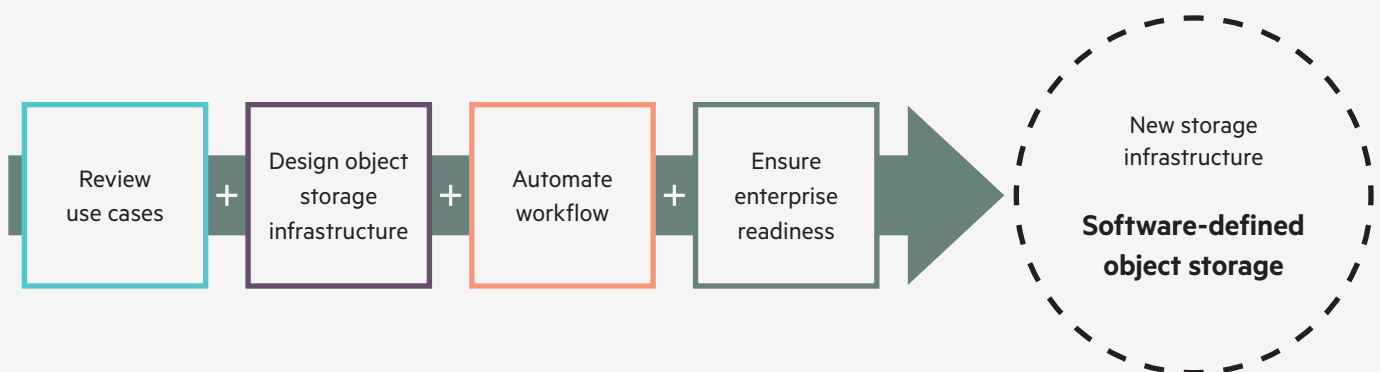 Review
use cases
+
Design object
storage
infrastructure
+
Automate
workflow
+
Ensure
enterprise
readiness
New storage
infrastructure
Software-defined
object storage